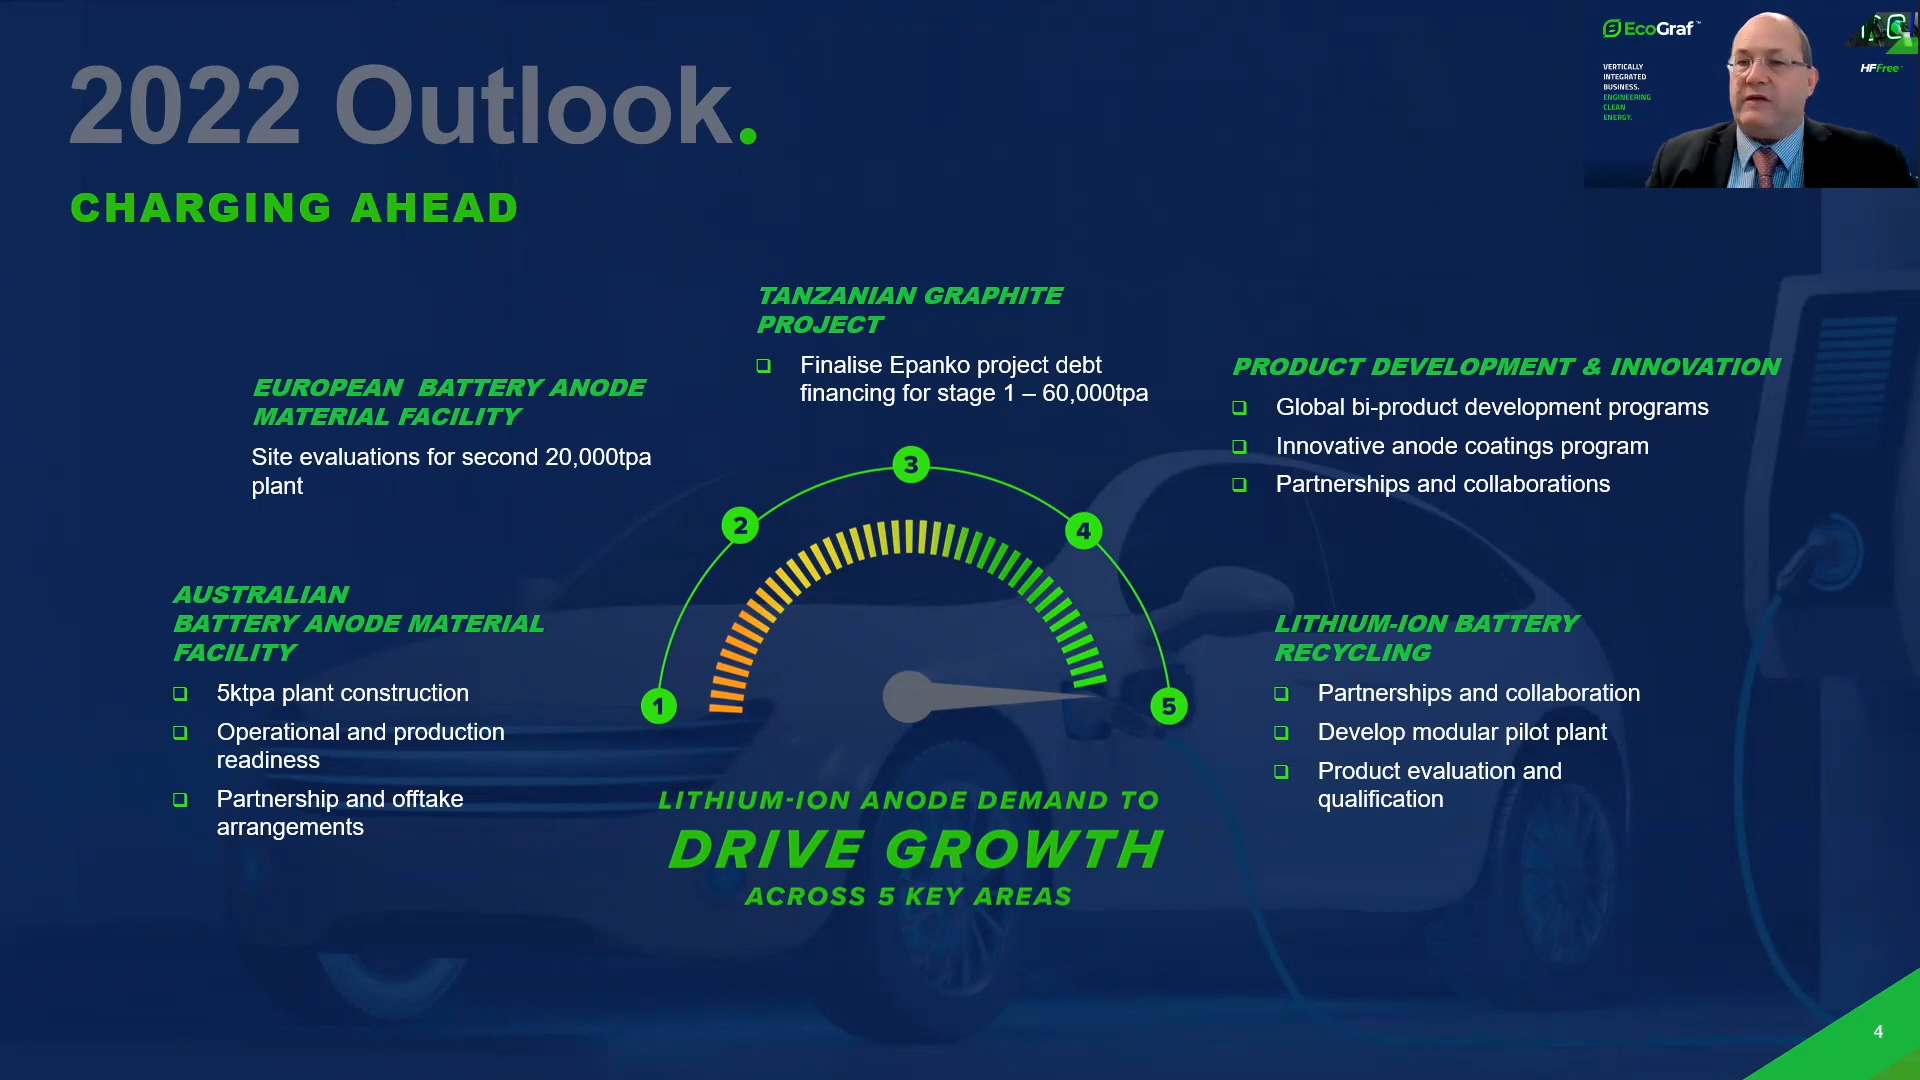 2022 Outlook.
CHARGING AHEAD
EcoGraf™
VERTICALLY
INTEGRATED
BUSINESS.
ENGINEERING
CLEAN
ENERGY.
HFFree
TANZANIAN GRAPHITE
PROJECT
❑ Finalise Epanko project debt
financing for stage 1 – 60,000tpa
EUROPEAN BATTERY ANODE
MATERIAL FACILITY
Site evaluations for second 20,000tpa
plant
PRODUCT DEVELOPMENT & INNOVATION
❑ Global bi-product development programs
❑ Innovative anode coatings program
❑ Partnerships and collaborations
AUSTRALIAN
BATTERY ANODE MATERIAL
FACILITY
❑ 5ktpa plant construction
❑ Operational and production
readiness
❑ Partnership and offtake
arrangements
1
2
3
4
5
LITHIUM-ION BATTERY
RECYCLING
❑ Partnerships and collaboration
❑ Develop modular pilot plant
❑ Product evaluation and
qualification
LITHIUM-ION ANODE DEMAND TO
DRIVE GROWTH
ACROSS 5 KEY AREAS
4